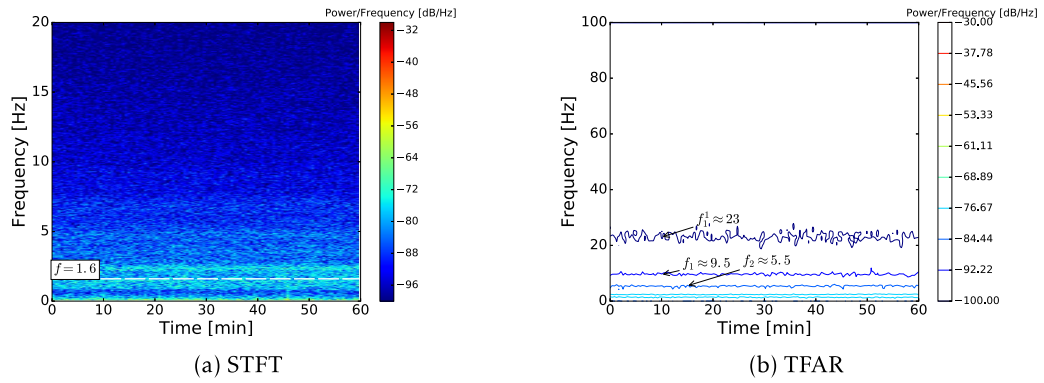 Power/Frequency [dB/Hz]
20
15
10
5
0
Frequency [Hz]
f=1.6
0 10 20 30 40 50 60
Time [min]
−32
−40
−48
−56
−64
−72
−80
−88
−96
(a) STFT
Power/Frequency [dB/Hz]
100
80
60
40
20
0
Frequency [Hz]
f₁¹≈23
f₁≈9.5 f₂≈5.5
0 10 20 30 40 50 60
Time [min]
−30.00
−37.78
−45.56
−53.33
−61.11
−68.89
−76.67
−84.44
−92.22
−100.00
(b) TFAR